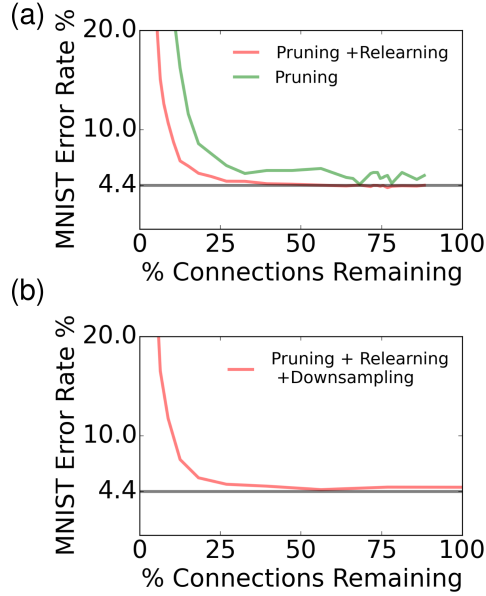 (a)
MNIST Error Rate %
20.0
10.0
4.4
Pruning +Relearning
Pruning
0 25 50 75 100
% Connections Remaining
(b)
MNIST Error Rate %
20.0
10.0
4.4
Pruning + Relearning
+Downsampling
0 25 50 75 100
% Connections Remaining